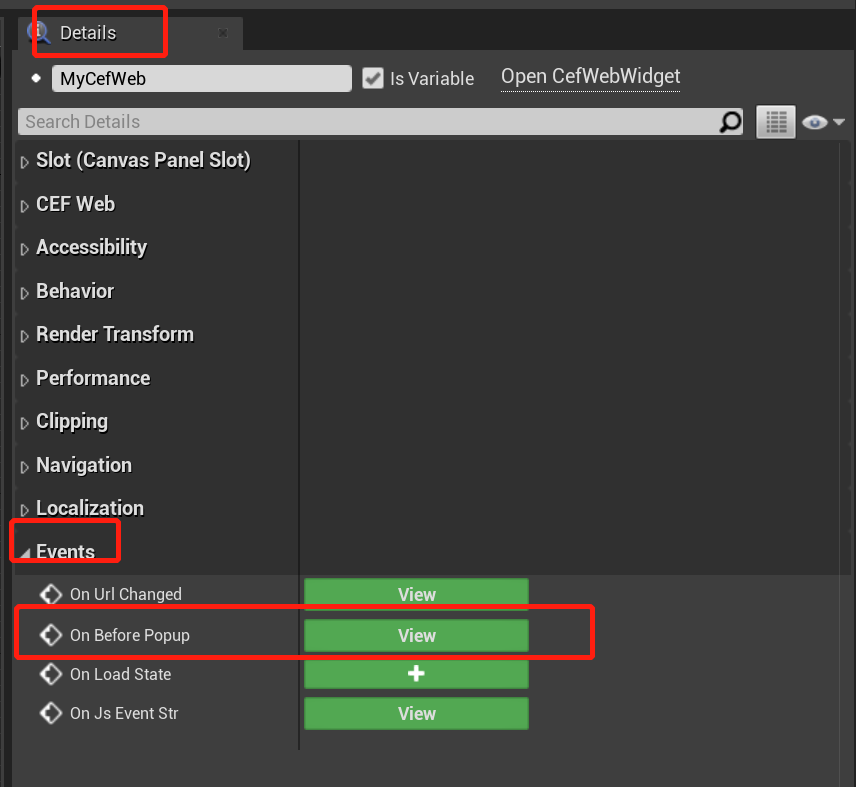 Details
MyCefWeb
Is Variable
Open CefWebWidget
Search Details
Slot (Canvas Panel Slot)
CEF Web
Accessibility
Behavior
Render Transform
Performance
Clipping
Navigation
Localization
Events
On Url Changed
View
On Before Popup
View
On Load State
On Js Event Str
View